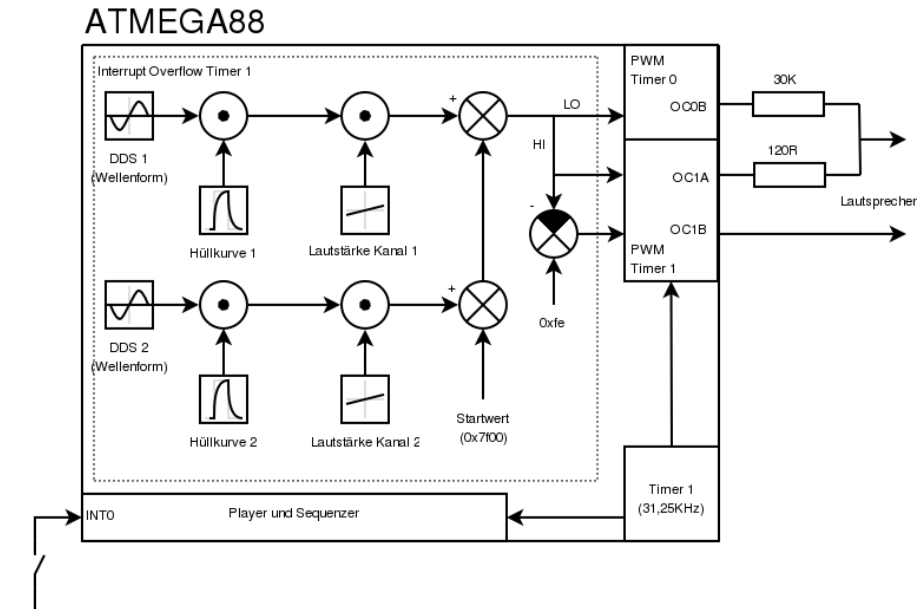 ATMEGA88
Interrupt Overflow Timer 1
PWM
Timer 0
OC0B
30K
LO
HI
+
DDS 1
(Wellenform)
Hüllkurve 1
Lautstärke Kanal 1
120R
OC1A
Lautsprecher
-
OC1B
PWM
Timer 1
0xfe
+
DDS 2
(Wellenform)
Hüllkurve 2
Lautstärke Kanal 2
Startwert
(0x7f00)
Timer 1
(31,25KHz)
INT0
Player und Sequenzer